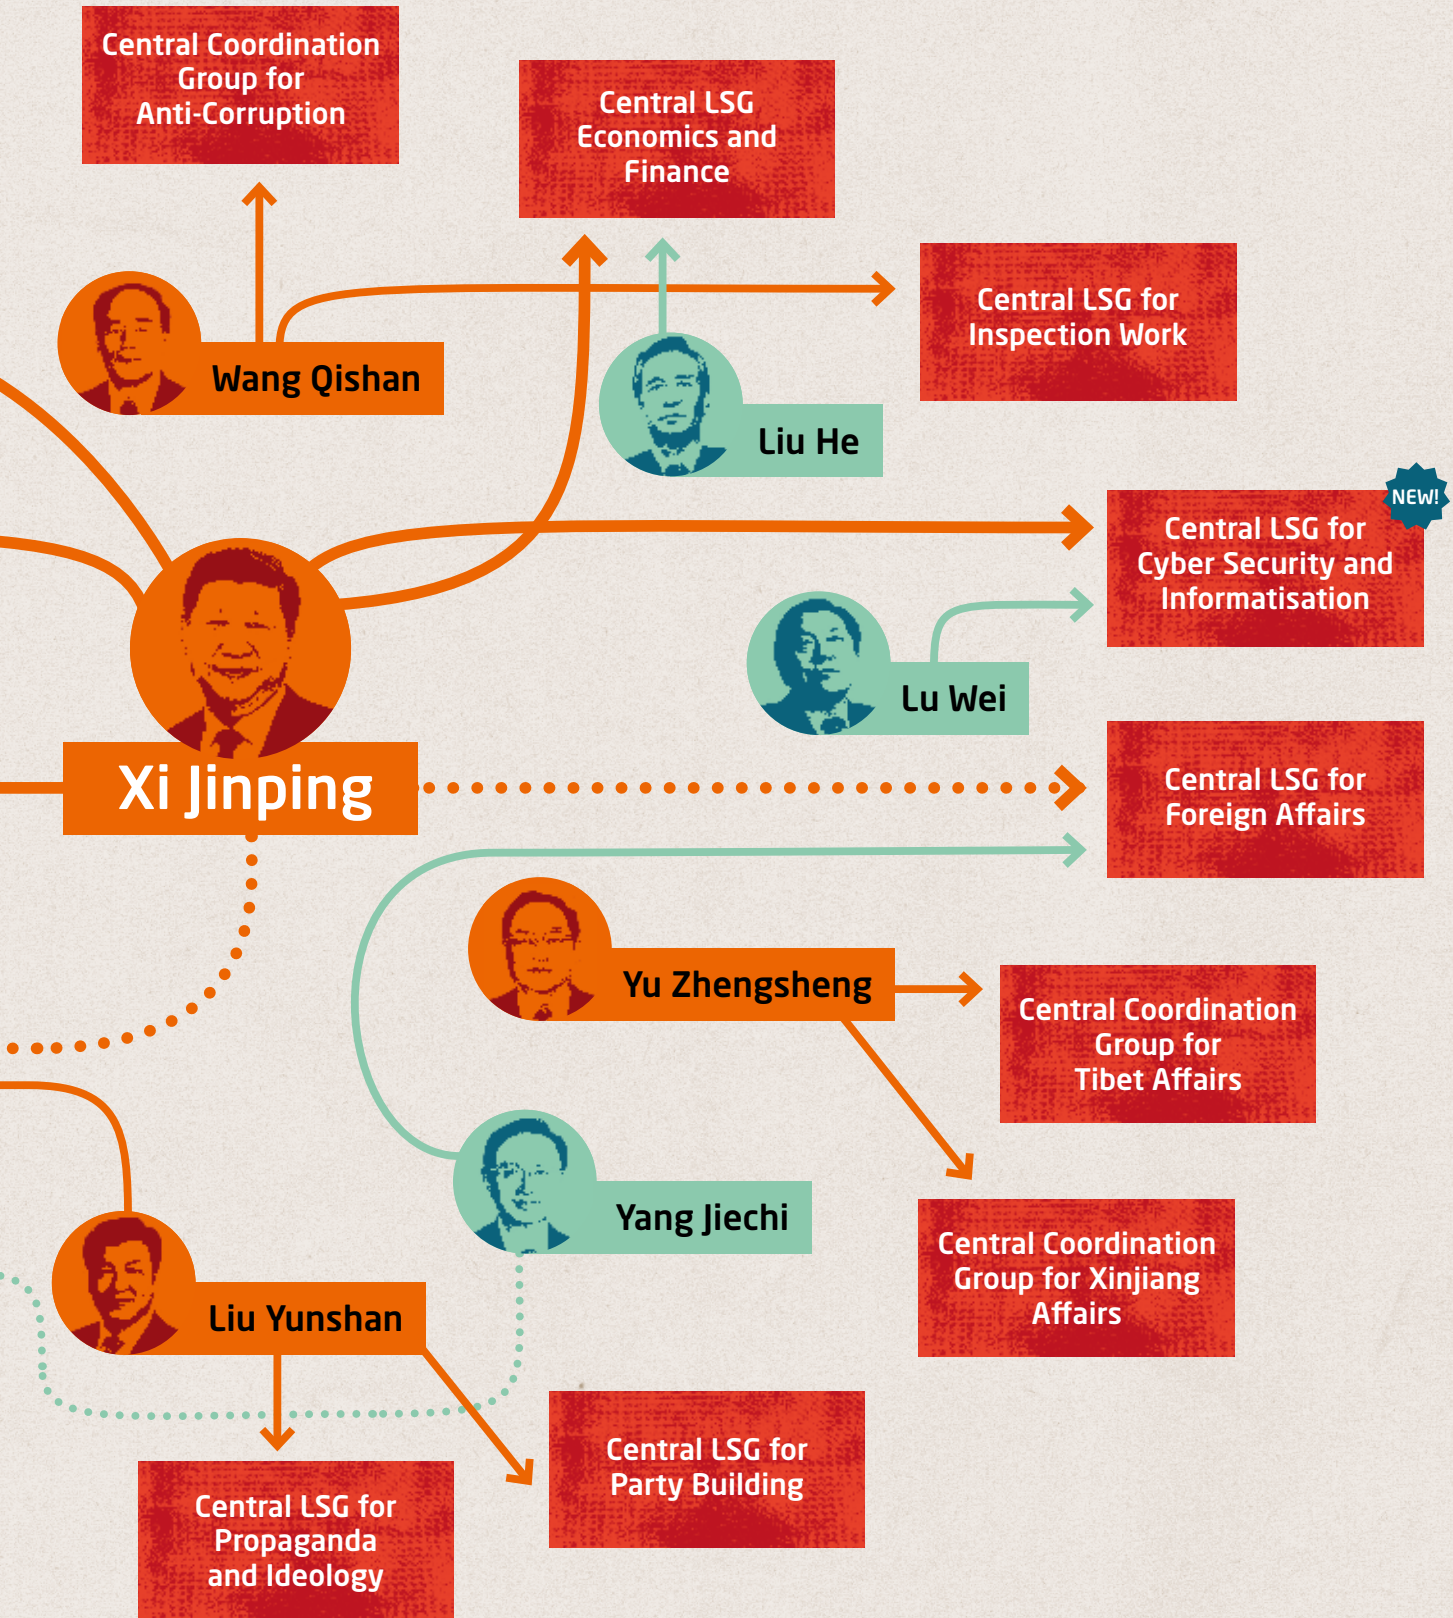 Central Coordination
Group for
Anti-Corruption
Central LSG
Economics and
Finance
Central LSG for
Inspection Work
Wang Qishan
Liu He
NEW!
Central LSG for
Cyber Security and
Informatisation
Lu Wei
Xi Jinping
Central LSG for
Foreign Affairs
Yu Zhengsheng
Central Coordination
Group for
Tibet Affairs
Yang Jiechi
Central Coordination
Group for Xinjiang
Affairs
Liu Yunshan
Central LSG for
Party Building
Central LSG for
Propaganda
and Ideology